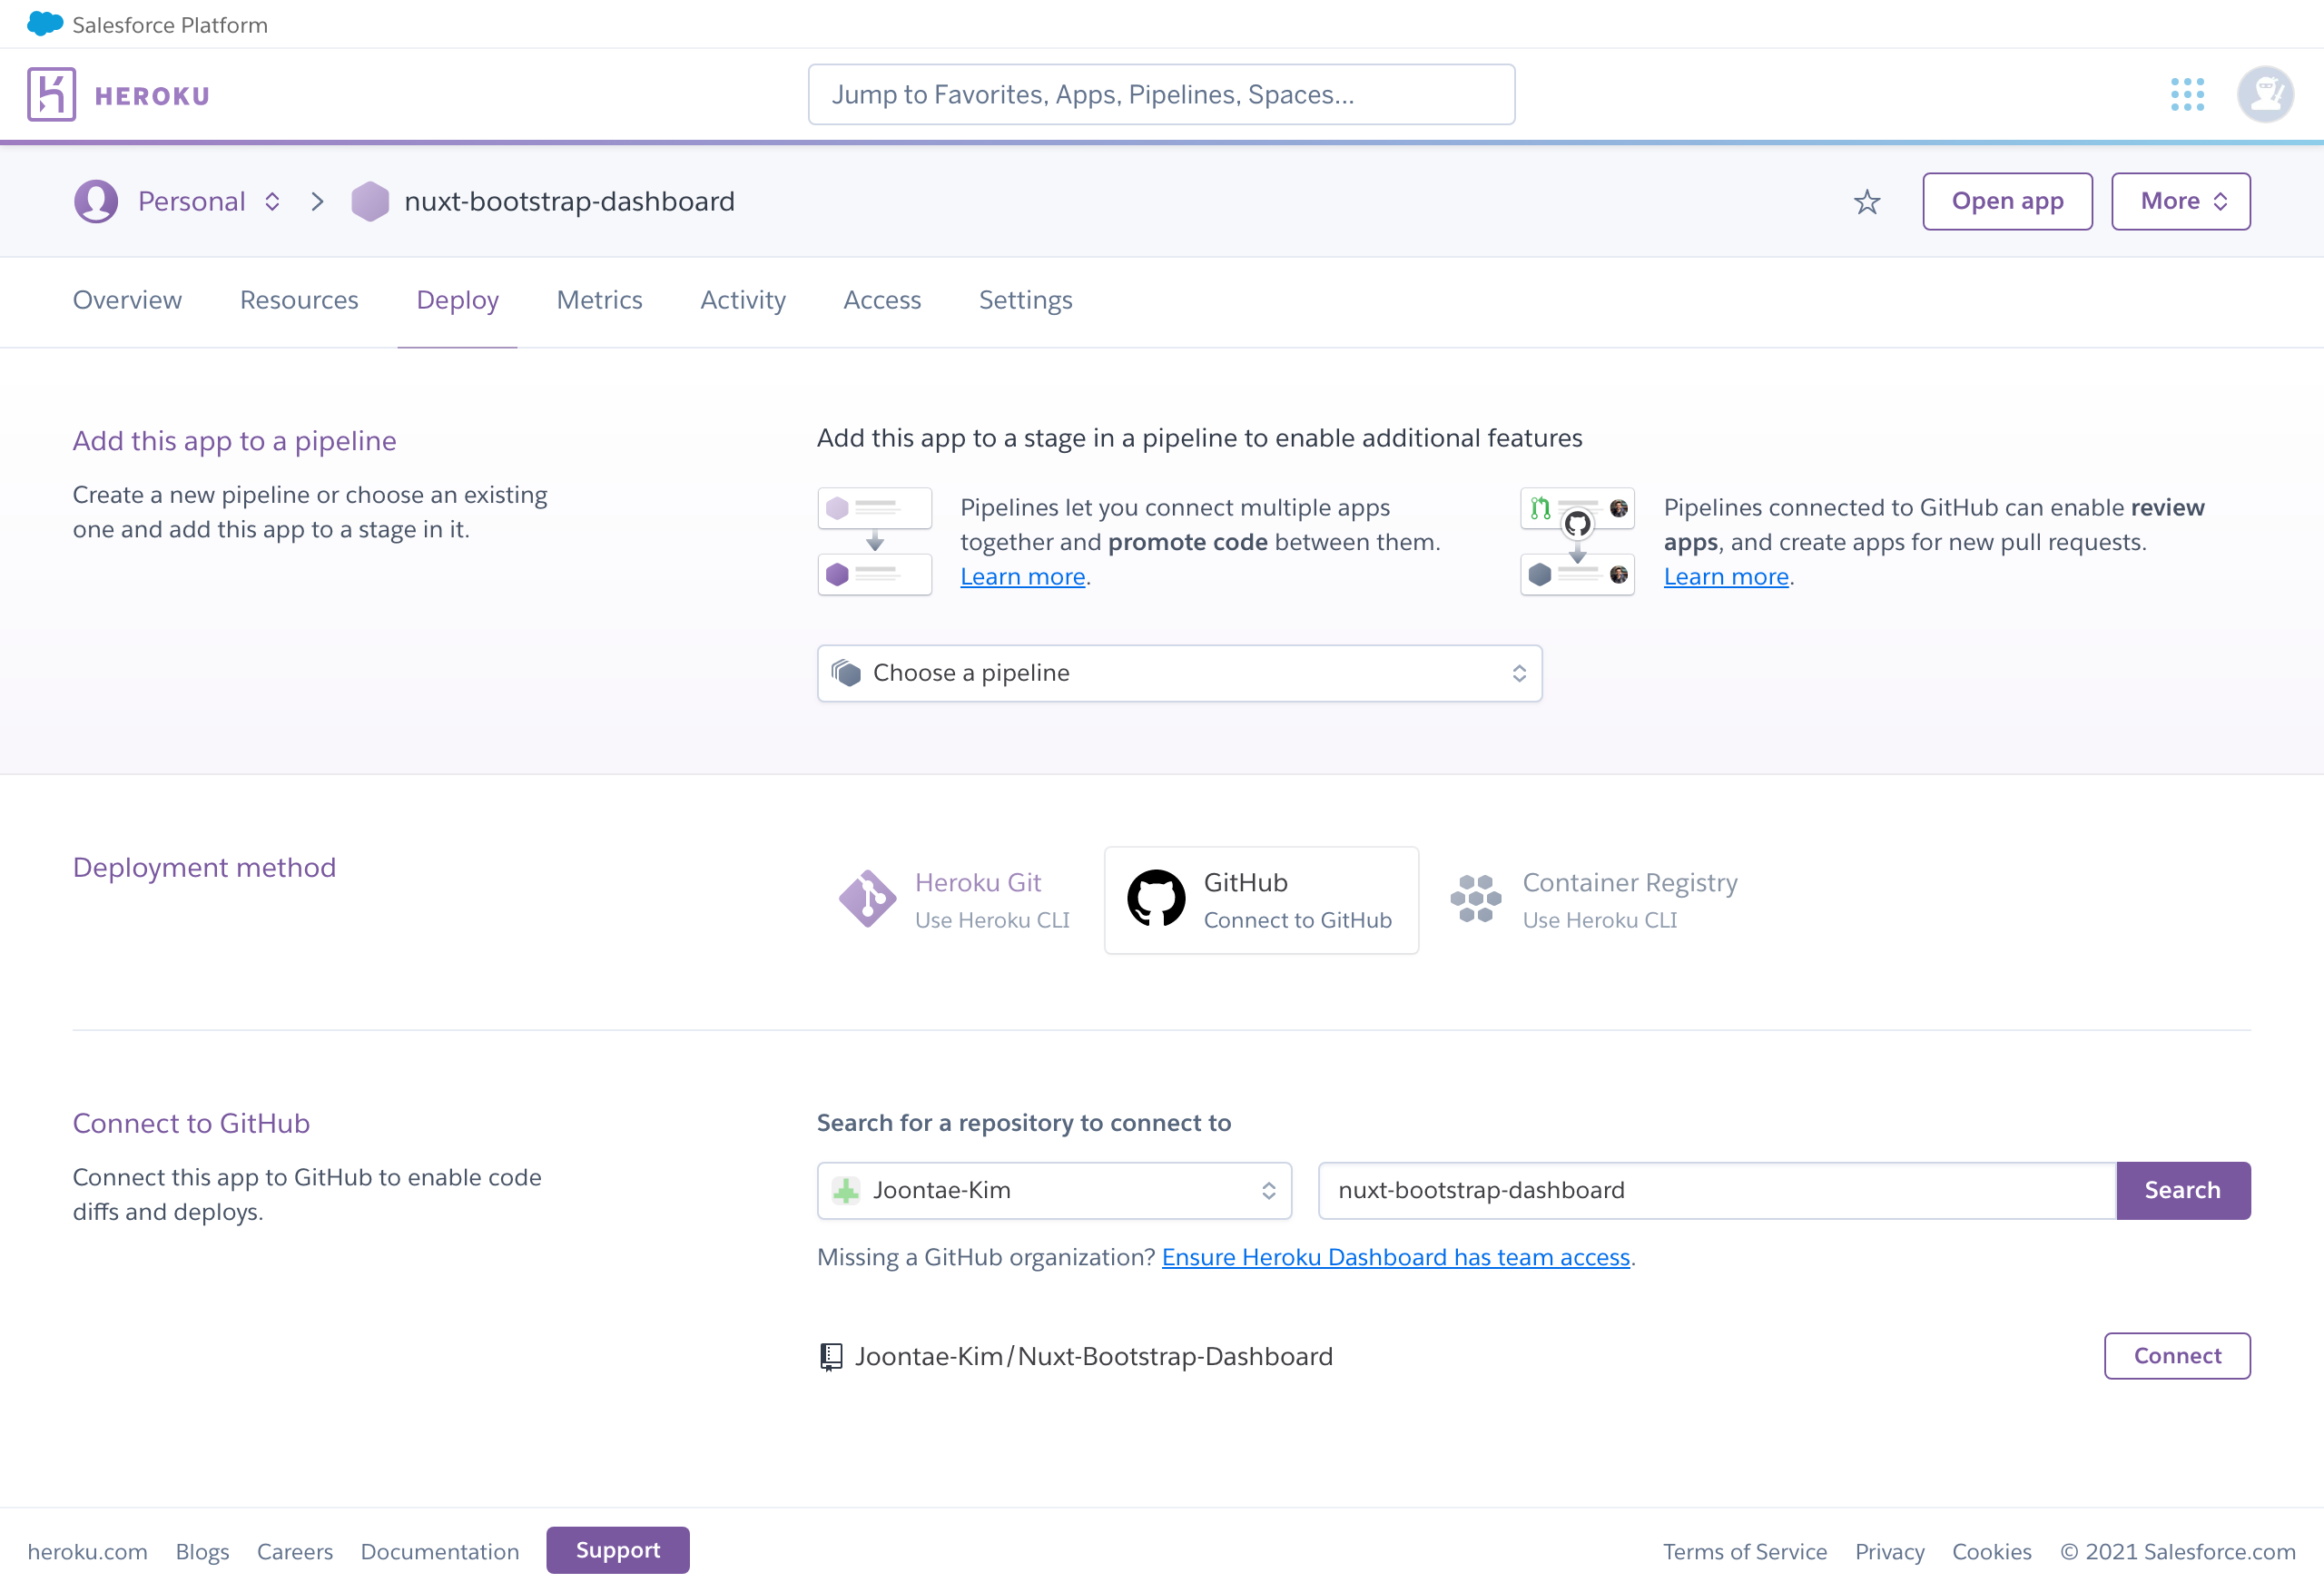 Salesforce Platform
HEROKU
Jump to Favorites, Apps, Pipelines, Spaces...
Personal
nuxt-bootstrap-dashboard
Open app
More
Overview
Resources
Deploy
Metrics
Activity
Access
Settings
Add this app to a pipeline
Create a new pipeline or choose an existing
one and add this app to a stage in it.
Add this app to a stage in a pipeline to enable additional features
Pipelines let you connect multiple apps
together and promote code between them.
Learn more.
Pipelines connected to GitHub can enable review
apps, and create apps for new pull requests.
Learn more.
Choose a pipeline
Deployment method
Heroku Git
Use Heroku CLI
GitHub
Connect to GitHub
Container Registry
Use Heroku CLI
Connect to GitHub
Connect this app to GitHub to enable code
diffs and deploys.
Search for a repository to connect to
Joontae-Kim
nuxt-bootstrap-dashboard
Search
Missing a GitHub organization? Ensure Heroku Dashboard has team access.
Joontae-Kim/Nuxt-Bootstrap-Dashboard
Connect
heroku.com
Blogs
Careers
Documentation
Support
Terms of Service
Privacy
Cookies
© 2021 Salesforce.com